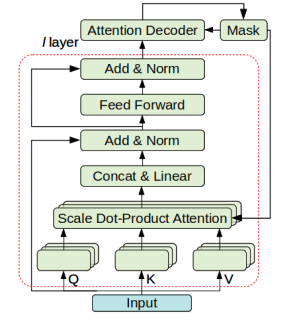 Attention Decoder
Mask
l layer
Add & Norm
Feed Forward
Add & Norm
Concat & Linear
Scale Dot-Product Attention
Q
K
V
Input